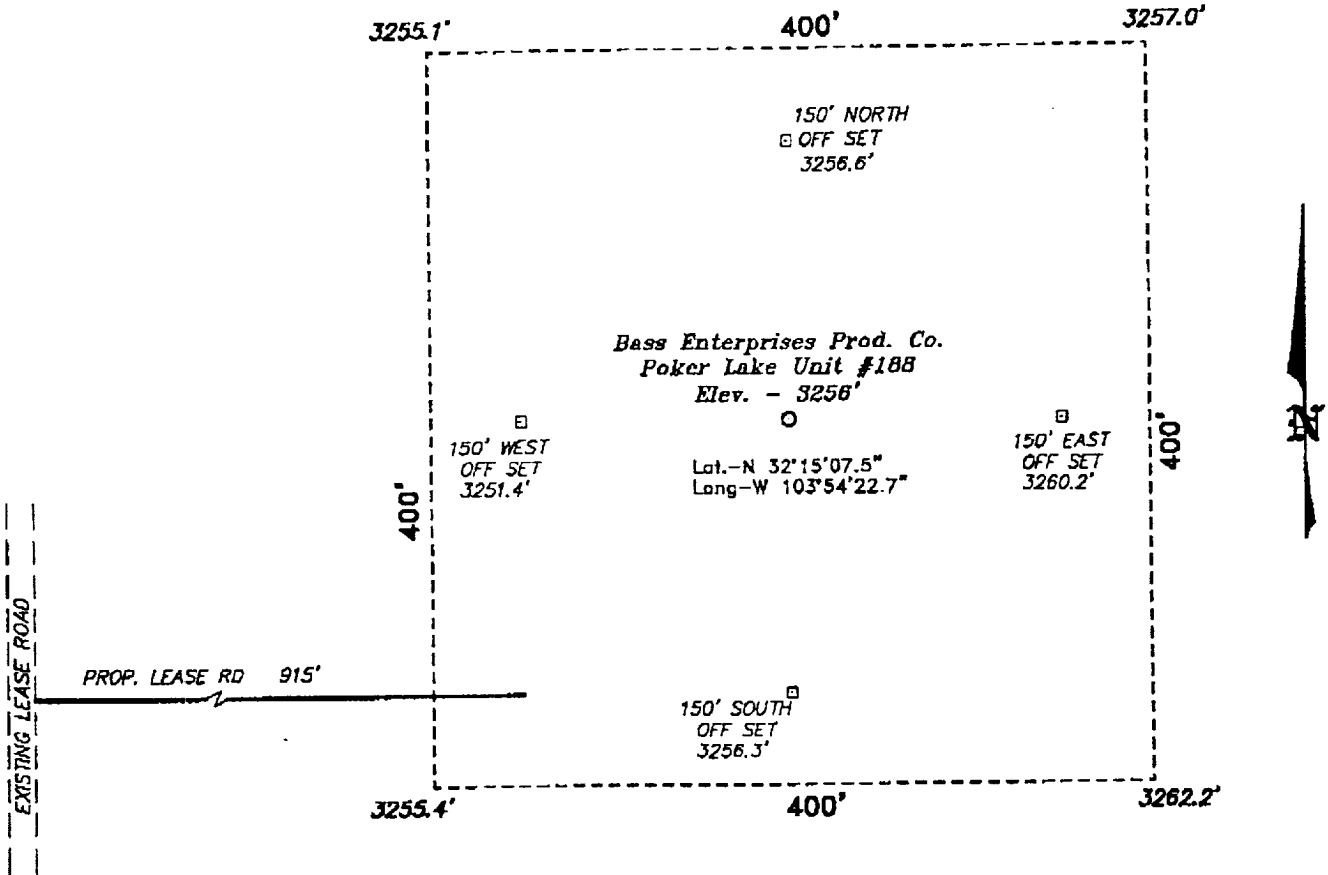 3255.1'
400'
3257.0'
150' NORTH
OFF SET
3256.6'
Bass Enterprises Prod. Co.
Poker Lake Unit #188
Elev. - 3256'
150' WEST
OFF SET
3251.4'
Lat.-N 32°15'07.5"
Long-W 103°54'22.7"
150' EAST
OFF SET
3260.2'
400'
400'
N
EXISTING LEASE ROAD
PROP. LEASE RD 915'
150' SOUTH
OFF SET
3256.3'
3255.4'
400'
3262.2'